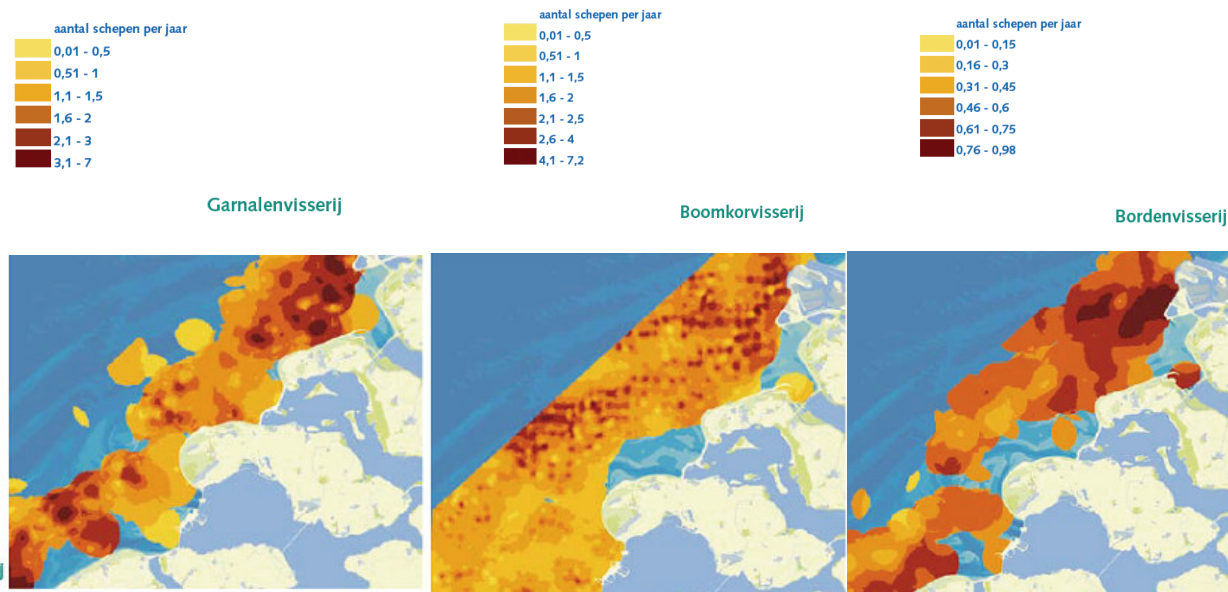 aantal schepen per jaar
0,01 - 0,5
0,51 - 1
1,1 - 1,5
1,6 - 2
2,1 - 3
3,1 - 7
Garnalenvisserij
aantal schepen per jaar
0,01 - 0,5
0,51 - 1
1,1 - 1,5
1,6 - 2
2,1 - 2,5
2,6 - 4
4,1 - 7,2
Boomkorvisserij
aantal schepen per jaar
0,01 - 0,15
0,16 - 0,3
0,31 - 0,45
0,46 - 0,6
0,61 - 0,75
0,76 - 0,98
Bordenvisserij